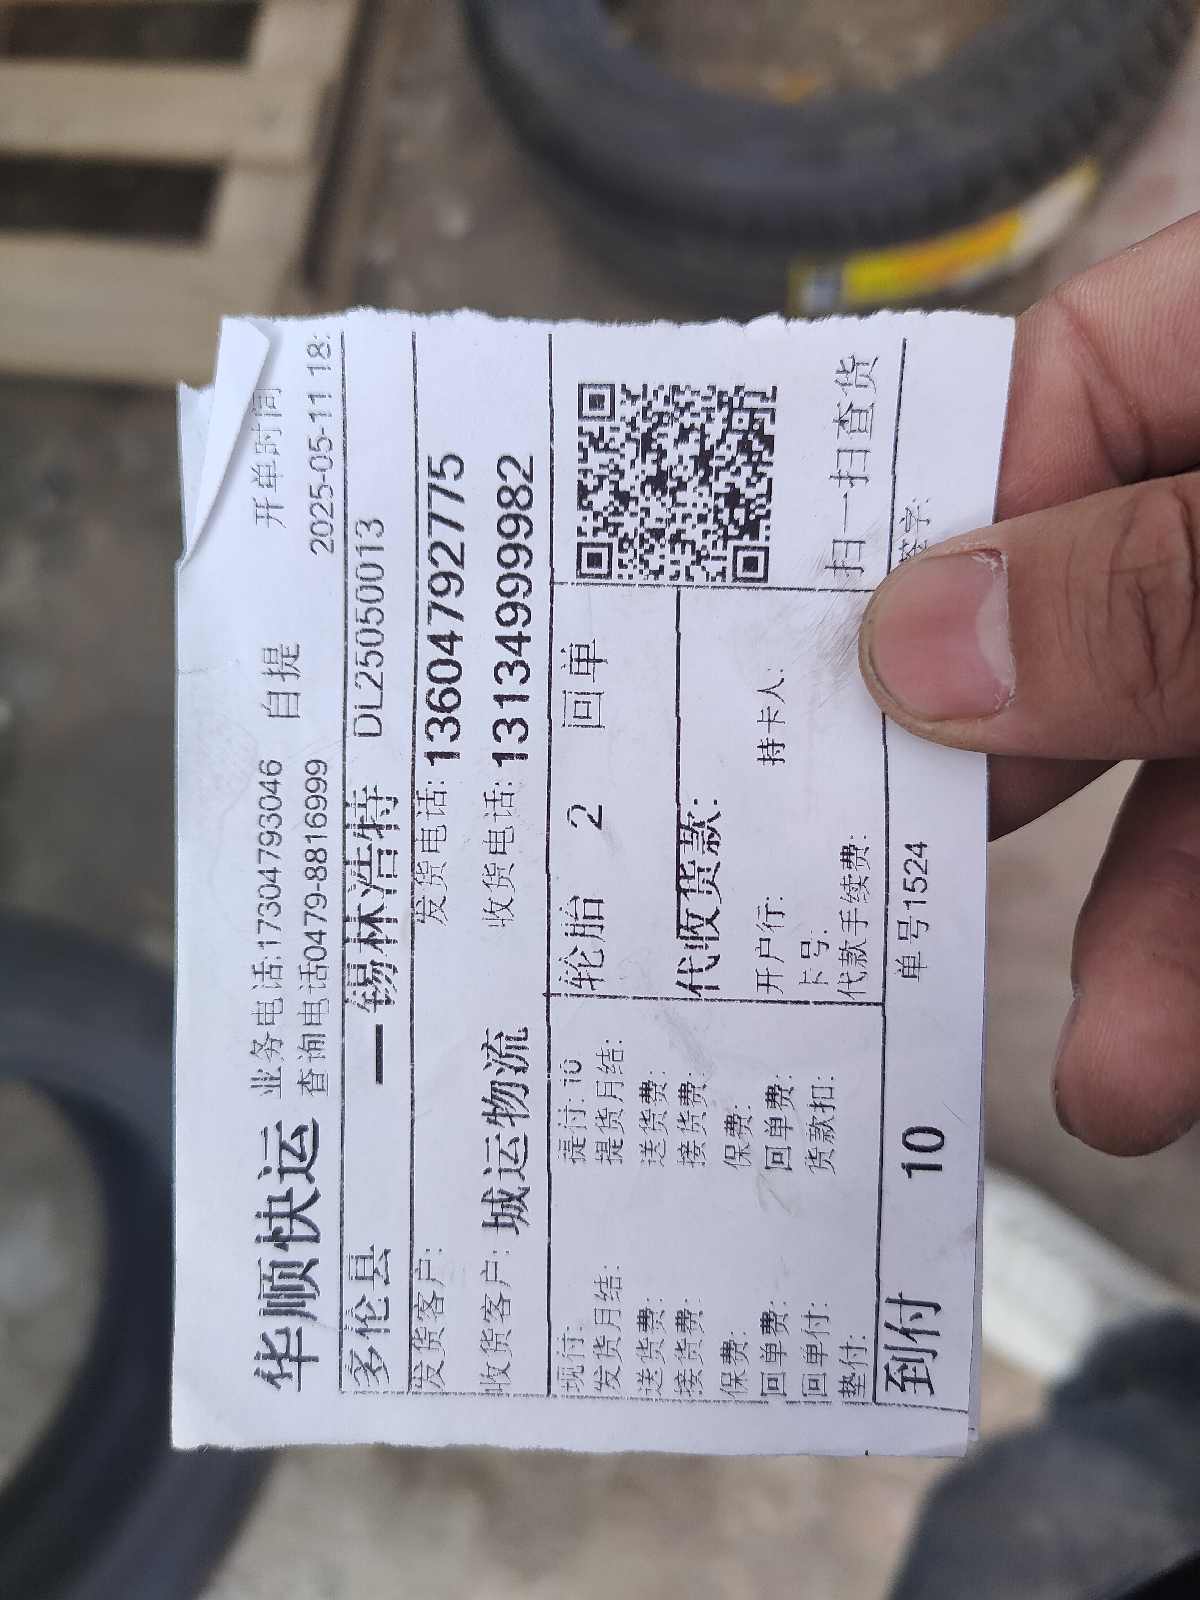 华顺快运 业务电话:17304793046 自提 开单时间
查询电话0479-8816999 2025-05-11 18:
多伦县 —锡林浩特 DL25050013
发货客户: 发货电话:13604792775
收货客户: 城运物流 收货电话:13134999982
现付: 提付:10 轮胎 2 回单
发货月结: 提货月结:
送货费: 送货费:
接货费: 接货费: 代收货款:
保费: 保费: 开户行: 持卡人:
回单费: 回单费: 卡号:
回单付: 货款扣: 代款手续费:
垫付: 扫一扫查货
到付 10 单号1524 签字: